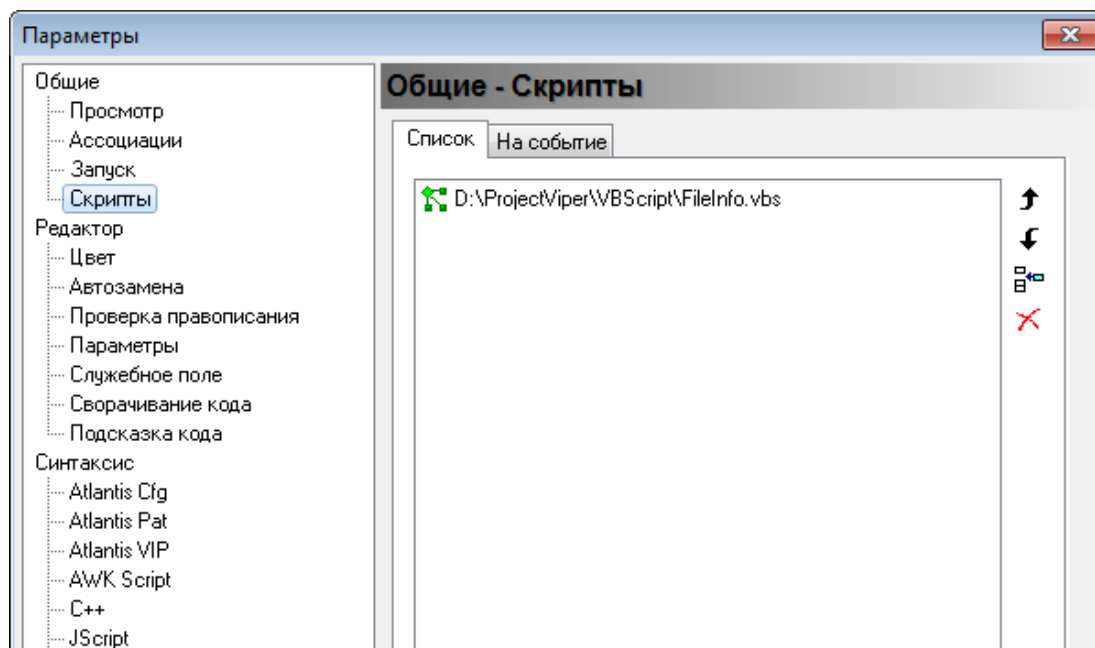 Параметры
Общие
Просмотр
Ассоциации
Запуск
Скрипты
Редактор
Цвет
Автозамена
Проверка правописания
Параметры
Служебное поле
Сворачивание кода
Подсказка кода
Синтаксис
Atlantis Cfg
Atlantis Pat
Atlantis VIP
AWK Script
C++
JScript
Общие - Скрипты
Список
На событие
D:\ProjectViper\VBScript\FileInfo.vbs